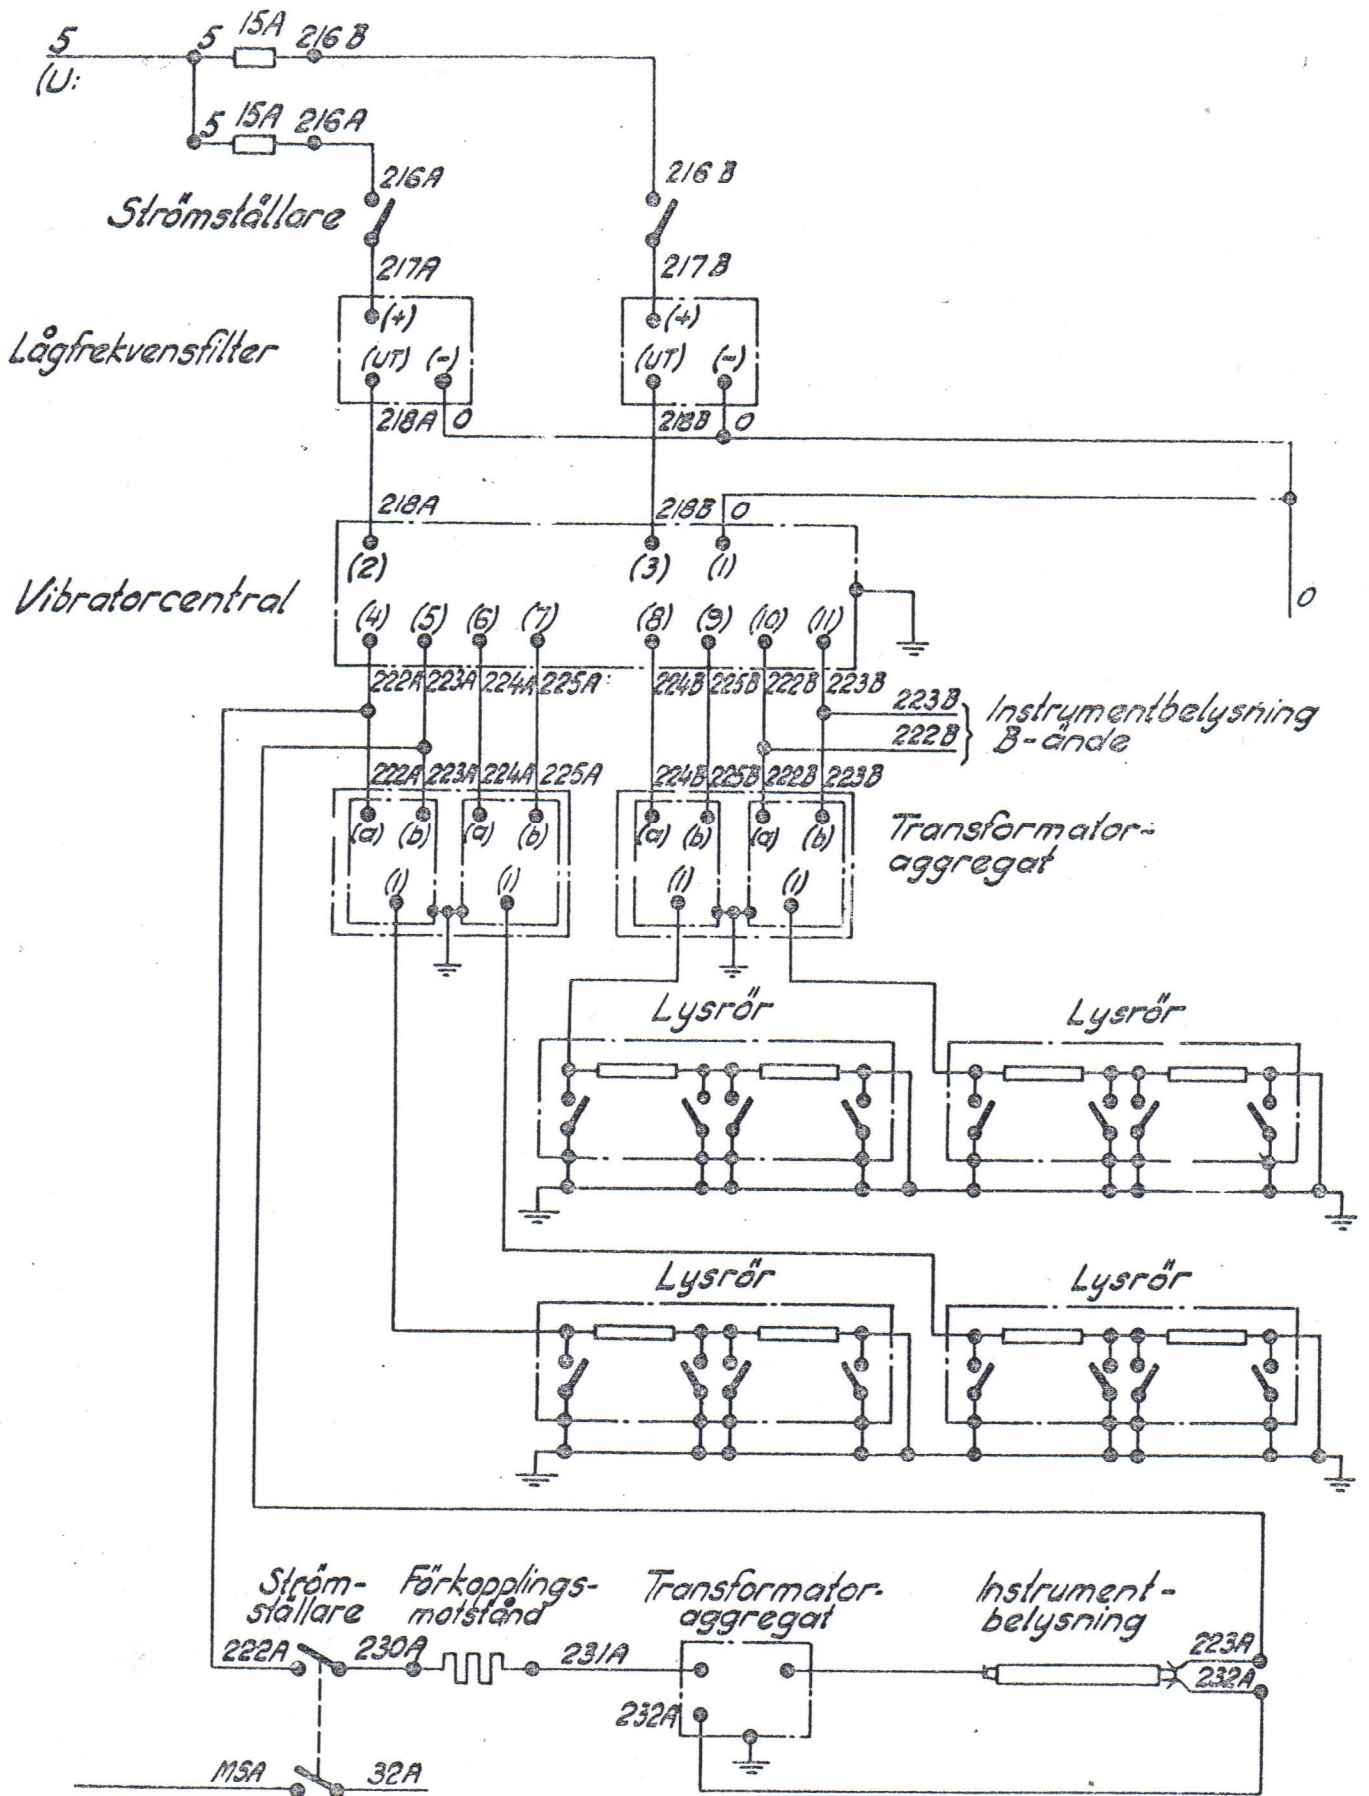 5 5 15A 216B
(U:
5 15A 216A
216A 216B
Strömställare
217A 217B
(+) (+)
Lågfrekvensfilter (UT) (-) (UT) (-)
218A 0 218B 0
218A 218B 0
(2) (3) (1)
Vibratorcentral
(4) (5) (6) (7) (8) (9) (10) (11)
0
222A 223A 224A 225A 224B 225B 222B 223B
223B Instrumentbelysning
222B B-ände
222A 223A 224A 225A 224B 225B 222B 223B
(a) (b) (a) (b) (a) (b) (a) (b)
Transformator-
aggregat
(1) (1) (1) (1)
Lysrör Lysrör
Lysrör Lysrör
Ström- Förkopplings- Transformator- Instrument-
ställare motstånd aggregat belysning
222A 230A 231A 223A
232A 232A
MSA 32A